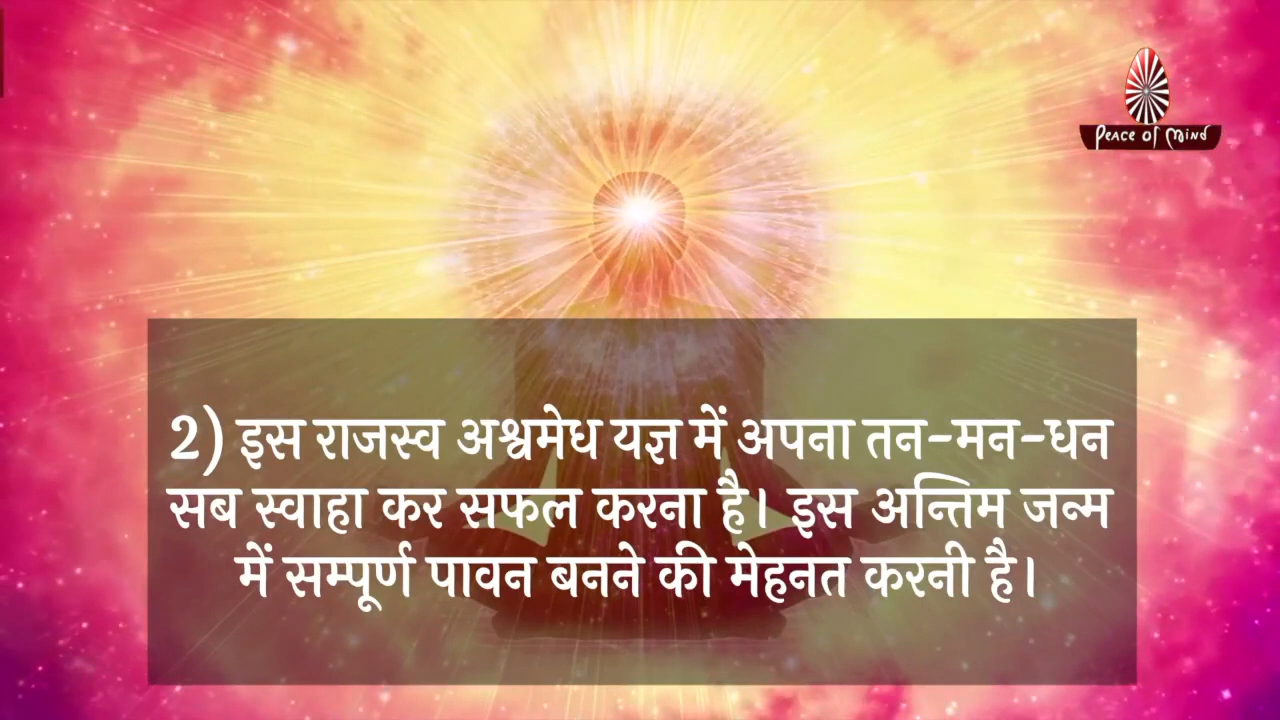 Peace of Mind
2) इस राजस्व अश्वमेध यज्ञ में अपना तन-मन-धन
सब स्वाहा कर सफल करना है। इस अन्तिम जन्म
में सम्पूर्ण पावन बनने की मेहनत करनी है।